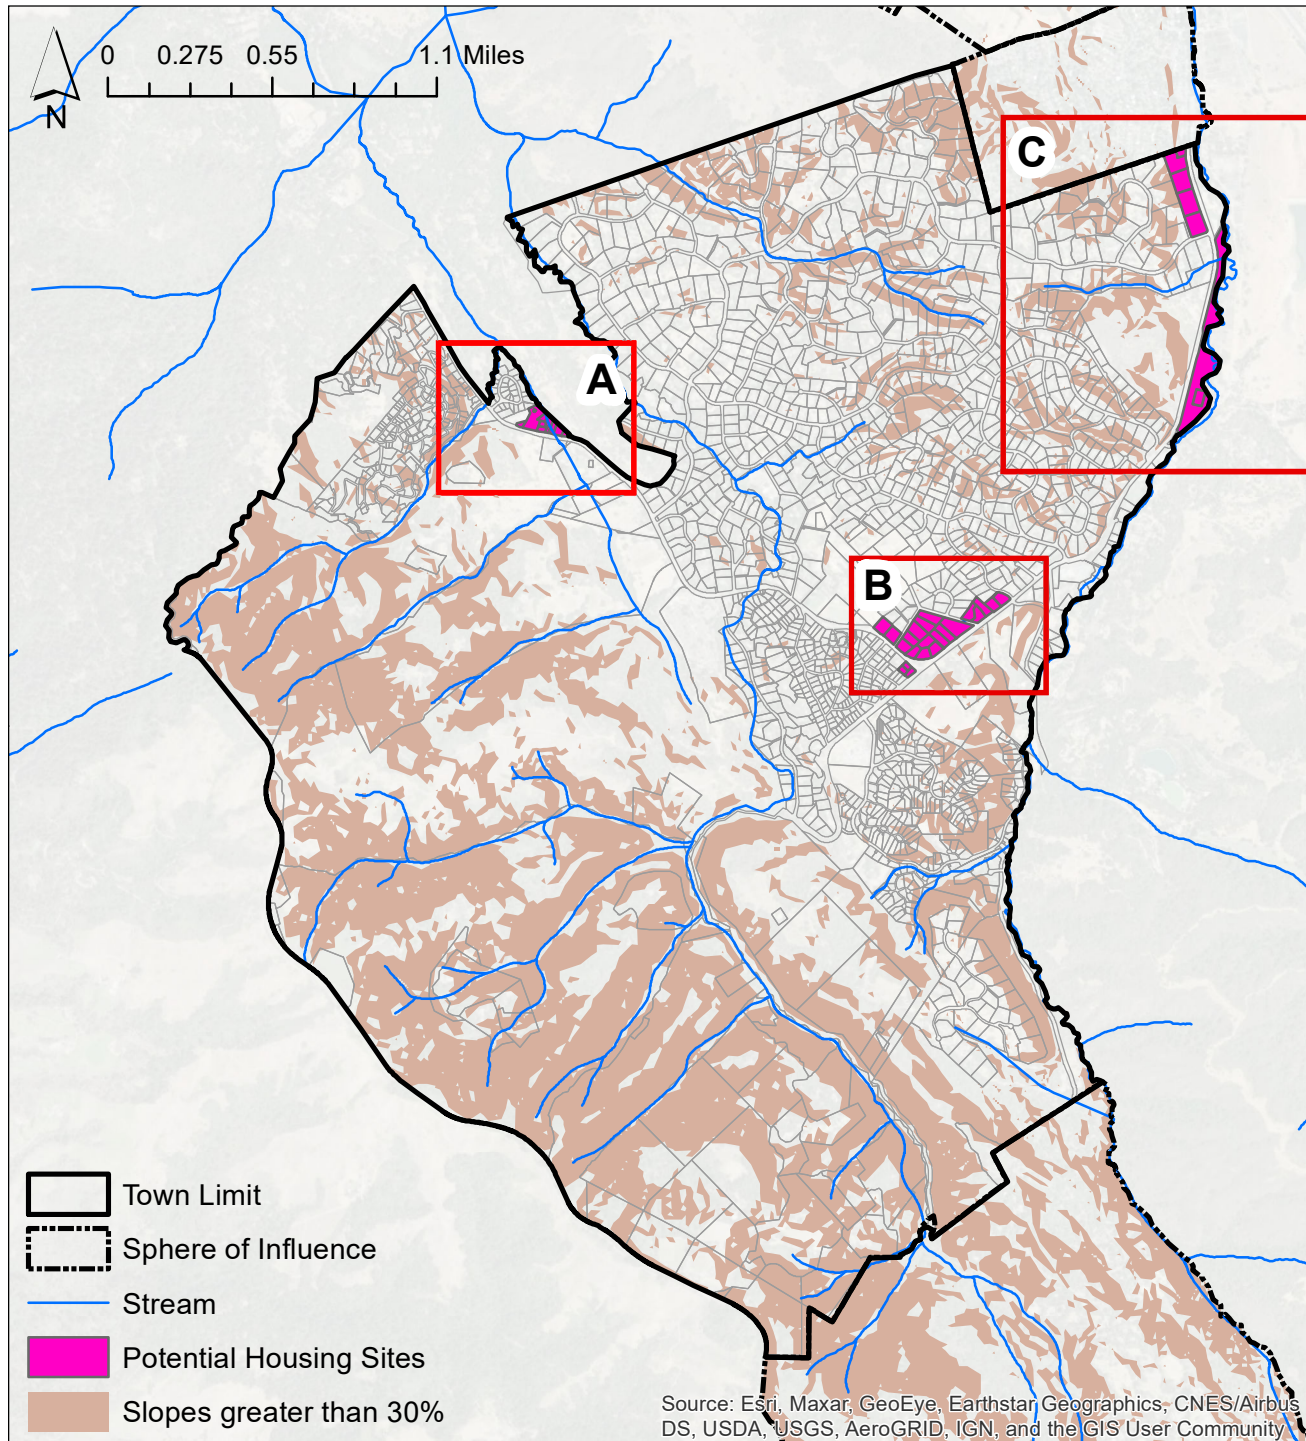 0 0.275 0.55 1.1 Miles
N
C
A
B
Town Limit
Sphere of Influence
Stream
Potential Housing Sites
Slopes greater than 30%
Source: Esri, Maxar, GeoEye, Earthstar Geographics, CNES/Airbus
DS, USDA, USGS, AeroGRID, IGN, and the GIS User Community